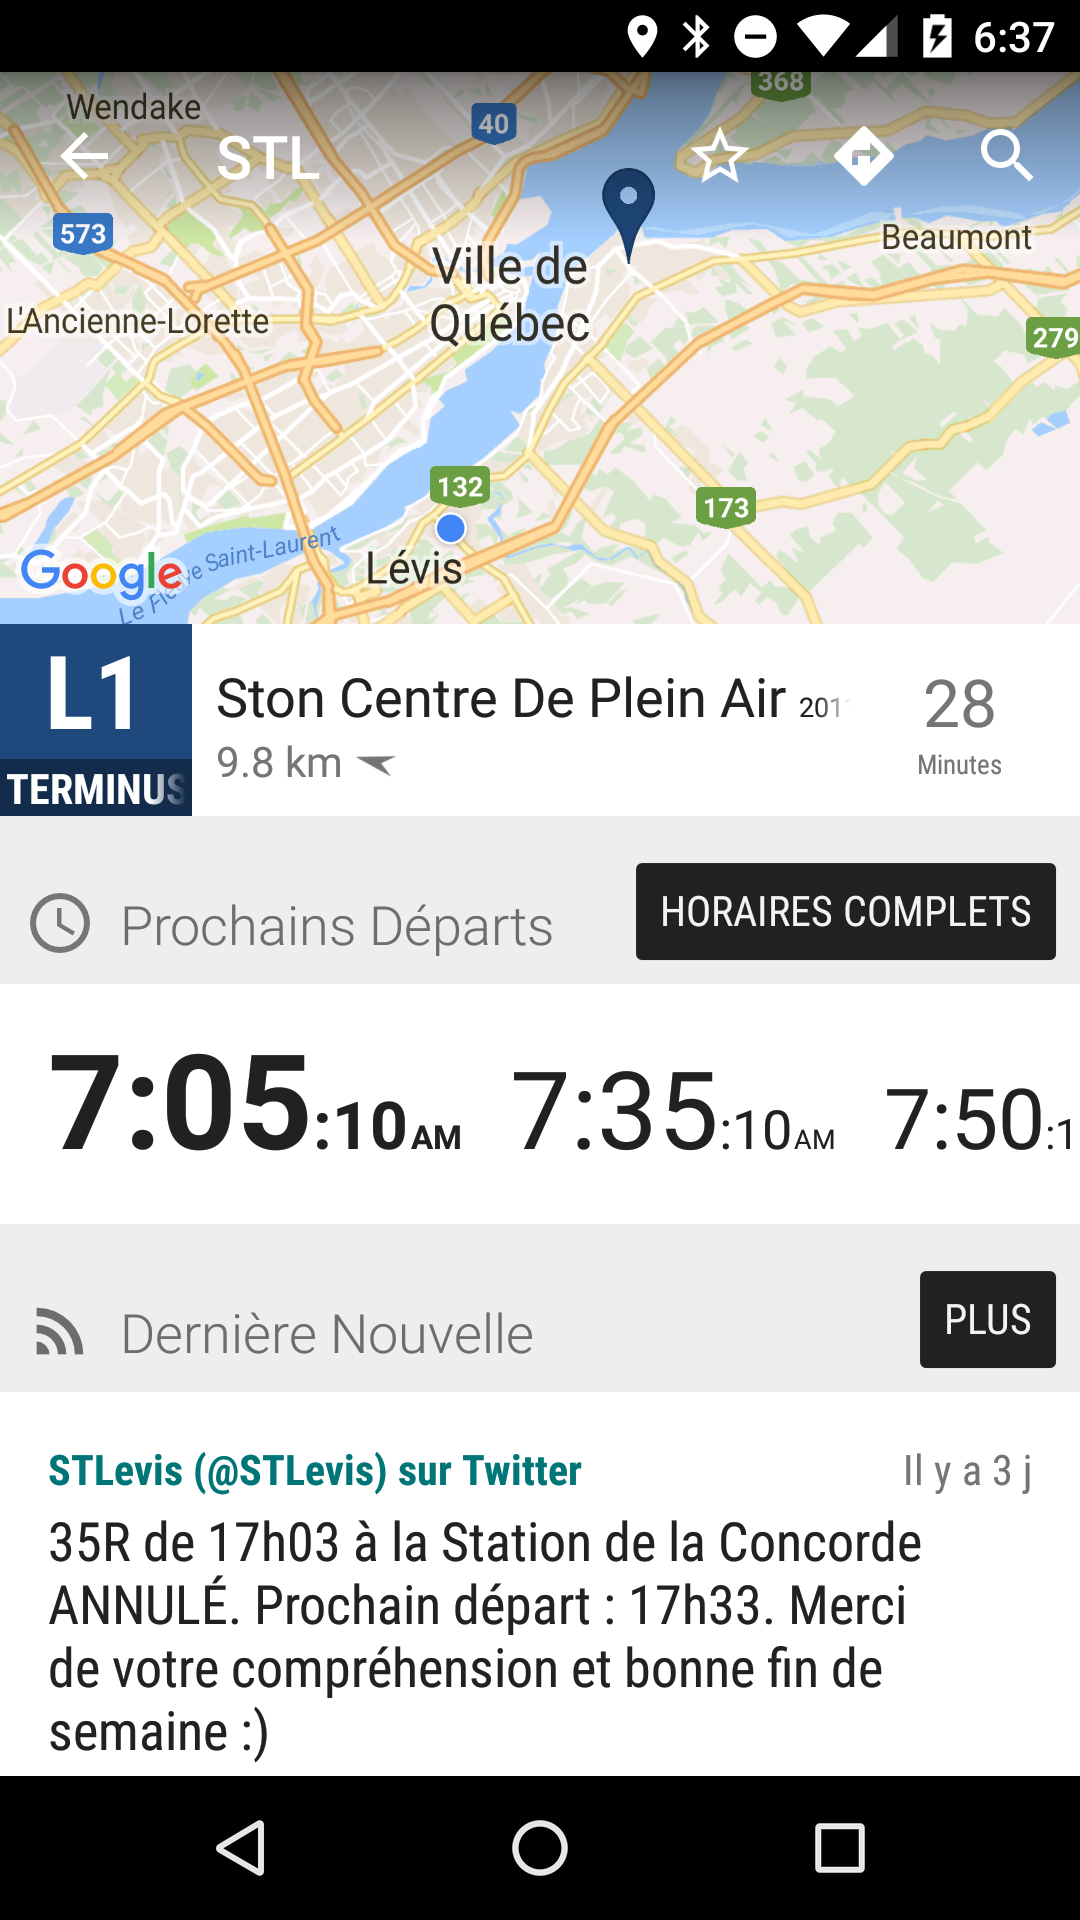 6:37
368
Wendake
40
STL
573
Beaumont
Ville de
Québec
L'Ancienne-Lorette
279
132
173
Le Fleuve Saint-Laurent
Lévis
Google
L1
TERMINUS
Ston Centre De Plein Air
28
9.8 km
Minutes
Prochains Départs
HORAIRES COMPLETS
7:05:10 AM 7:35:10 AM 7:50:1
Dernière Nouvelle
PLUS
STLevis (@STLevis) sur Twitter
Il y a 3 j
35R de 17h03 à la Station de la Concorde
ANNULÉ. Prochain départ : 17h33. Merci
de votre compréhension et bonne fin de
semaine :)